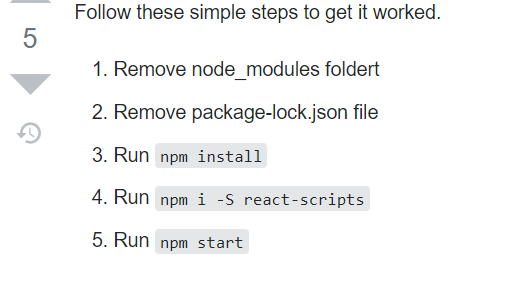 Follow these simple steps to get it worked.
5
1. Remove node_modules foldert
2. Remove package-lock.json file
3. Run npm install
4. Run npm i -S react-scripts
5. Run npm start